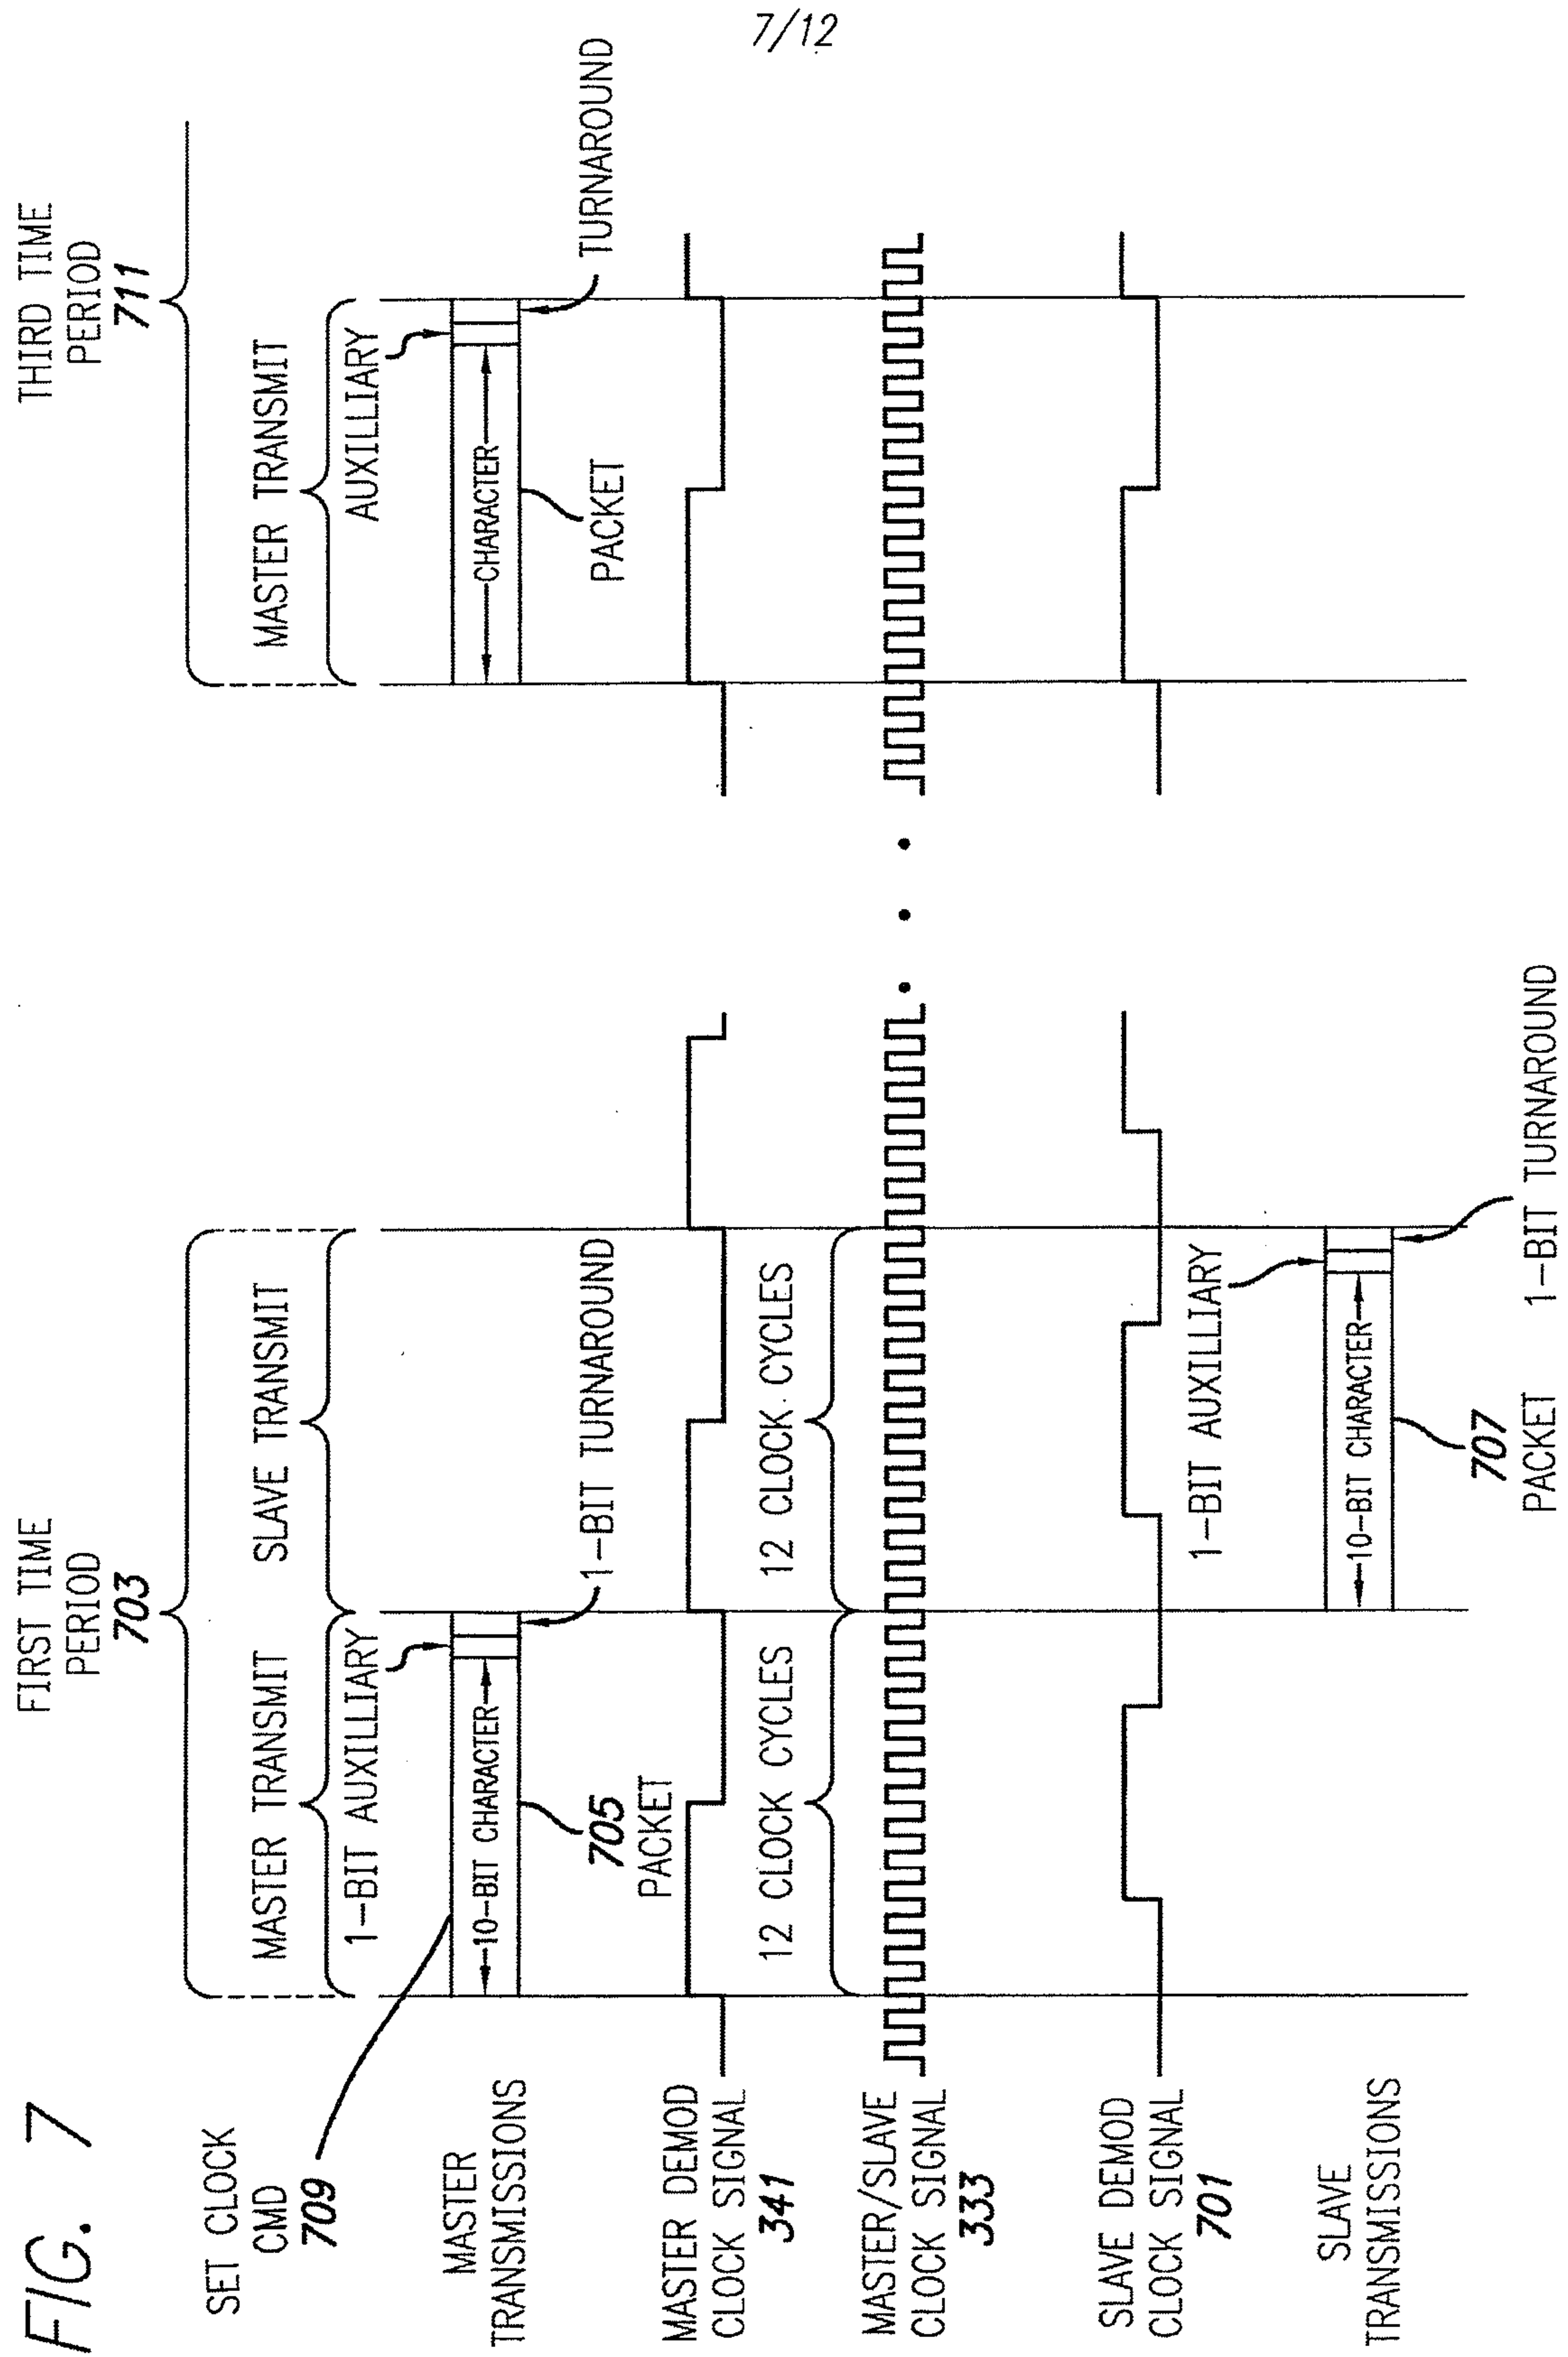 7/12
FIG. 7
FIRST TIME
PERIOD
703
THIRD TIME
PERIOD
711
SET CLOCK
CMD
709
MASTER TRANSMIT
SLAVE TRANSMIT
MASTER TRANSMIT
1-BIT AUXILLIARY
AUXILLIARY
MASTER
TRANSMISSIONS
10-BIT CHARACTER
CHARACTER
1-BIT TURNAROUND
TURNAROUND
705
PACKET
PACKET
MASTER DEMOD
CLOCK SIGNAL
341
12 CLOCK CYCLES
12 CLOCK CYCLES
MASTER/SLAVE
CLOCK SIGNAL
333
SLAVE DEMOD
CLOCK SIGNAL
701
1-BIT AUXILLIARY
SLAVE
TRANSMISSIONS
10-BIT CHARACTER
707
PACKET
1-BIT TURNAROUND